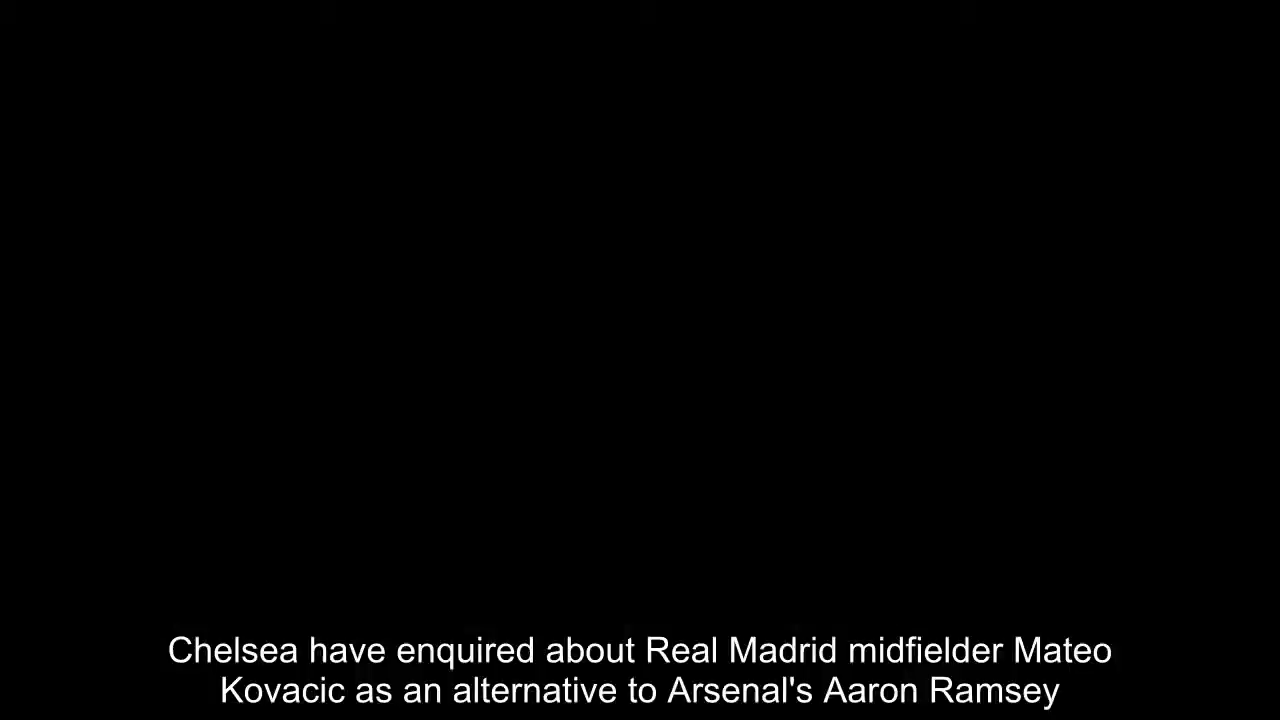 Chelsea have enquired about Real Madrid midfielder Mateo
Kovacic as an alternative to Arsenal's Aaron Ramsey